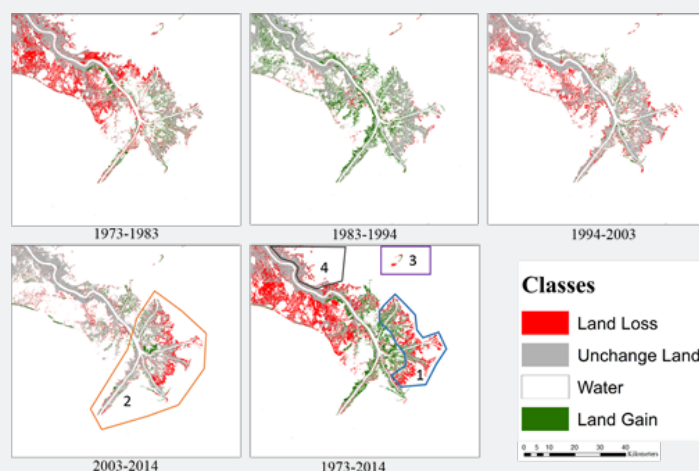 1973-1983
1983-1994
1994-2003
4
3
1
2
2003-2014
1973-2014
Classes
Land Loss
Unchange Land
Water
Land Gain
0 5 10 20 30 40
Kilometers